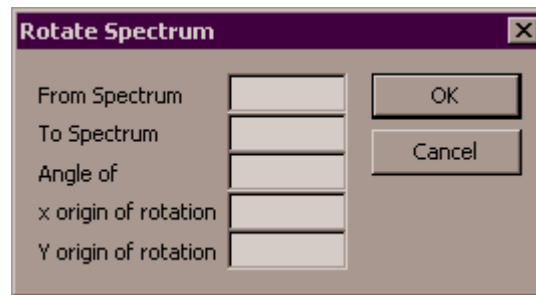 Rotate Spectrum
From Spectrum
OK
To Spectrum
Cancel
Angle of
x origin of rotation
Y origin of rotation